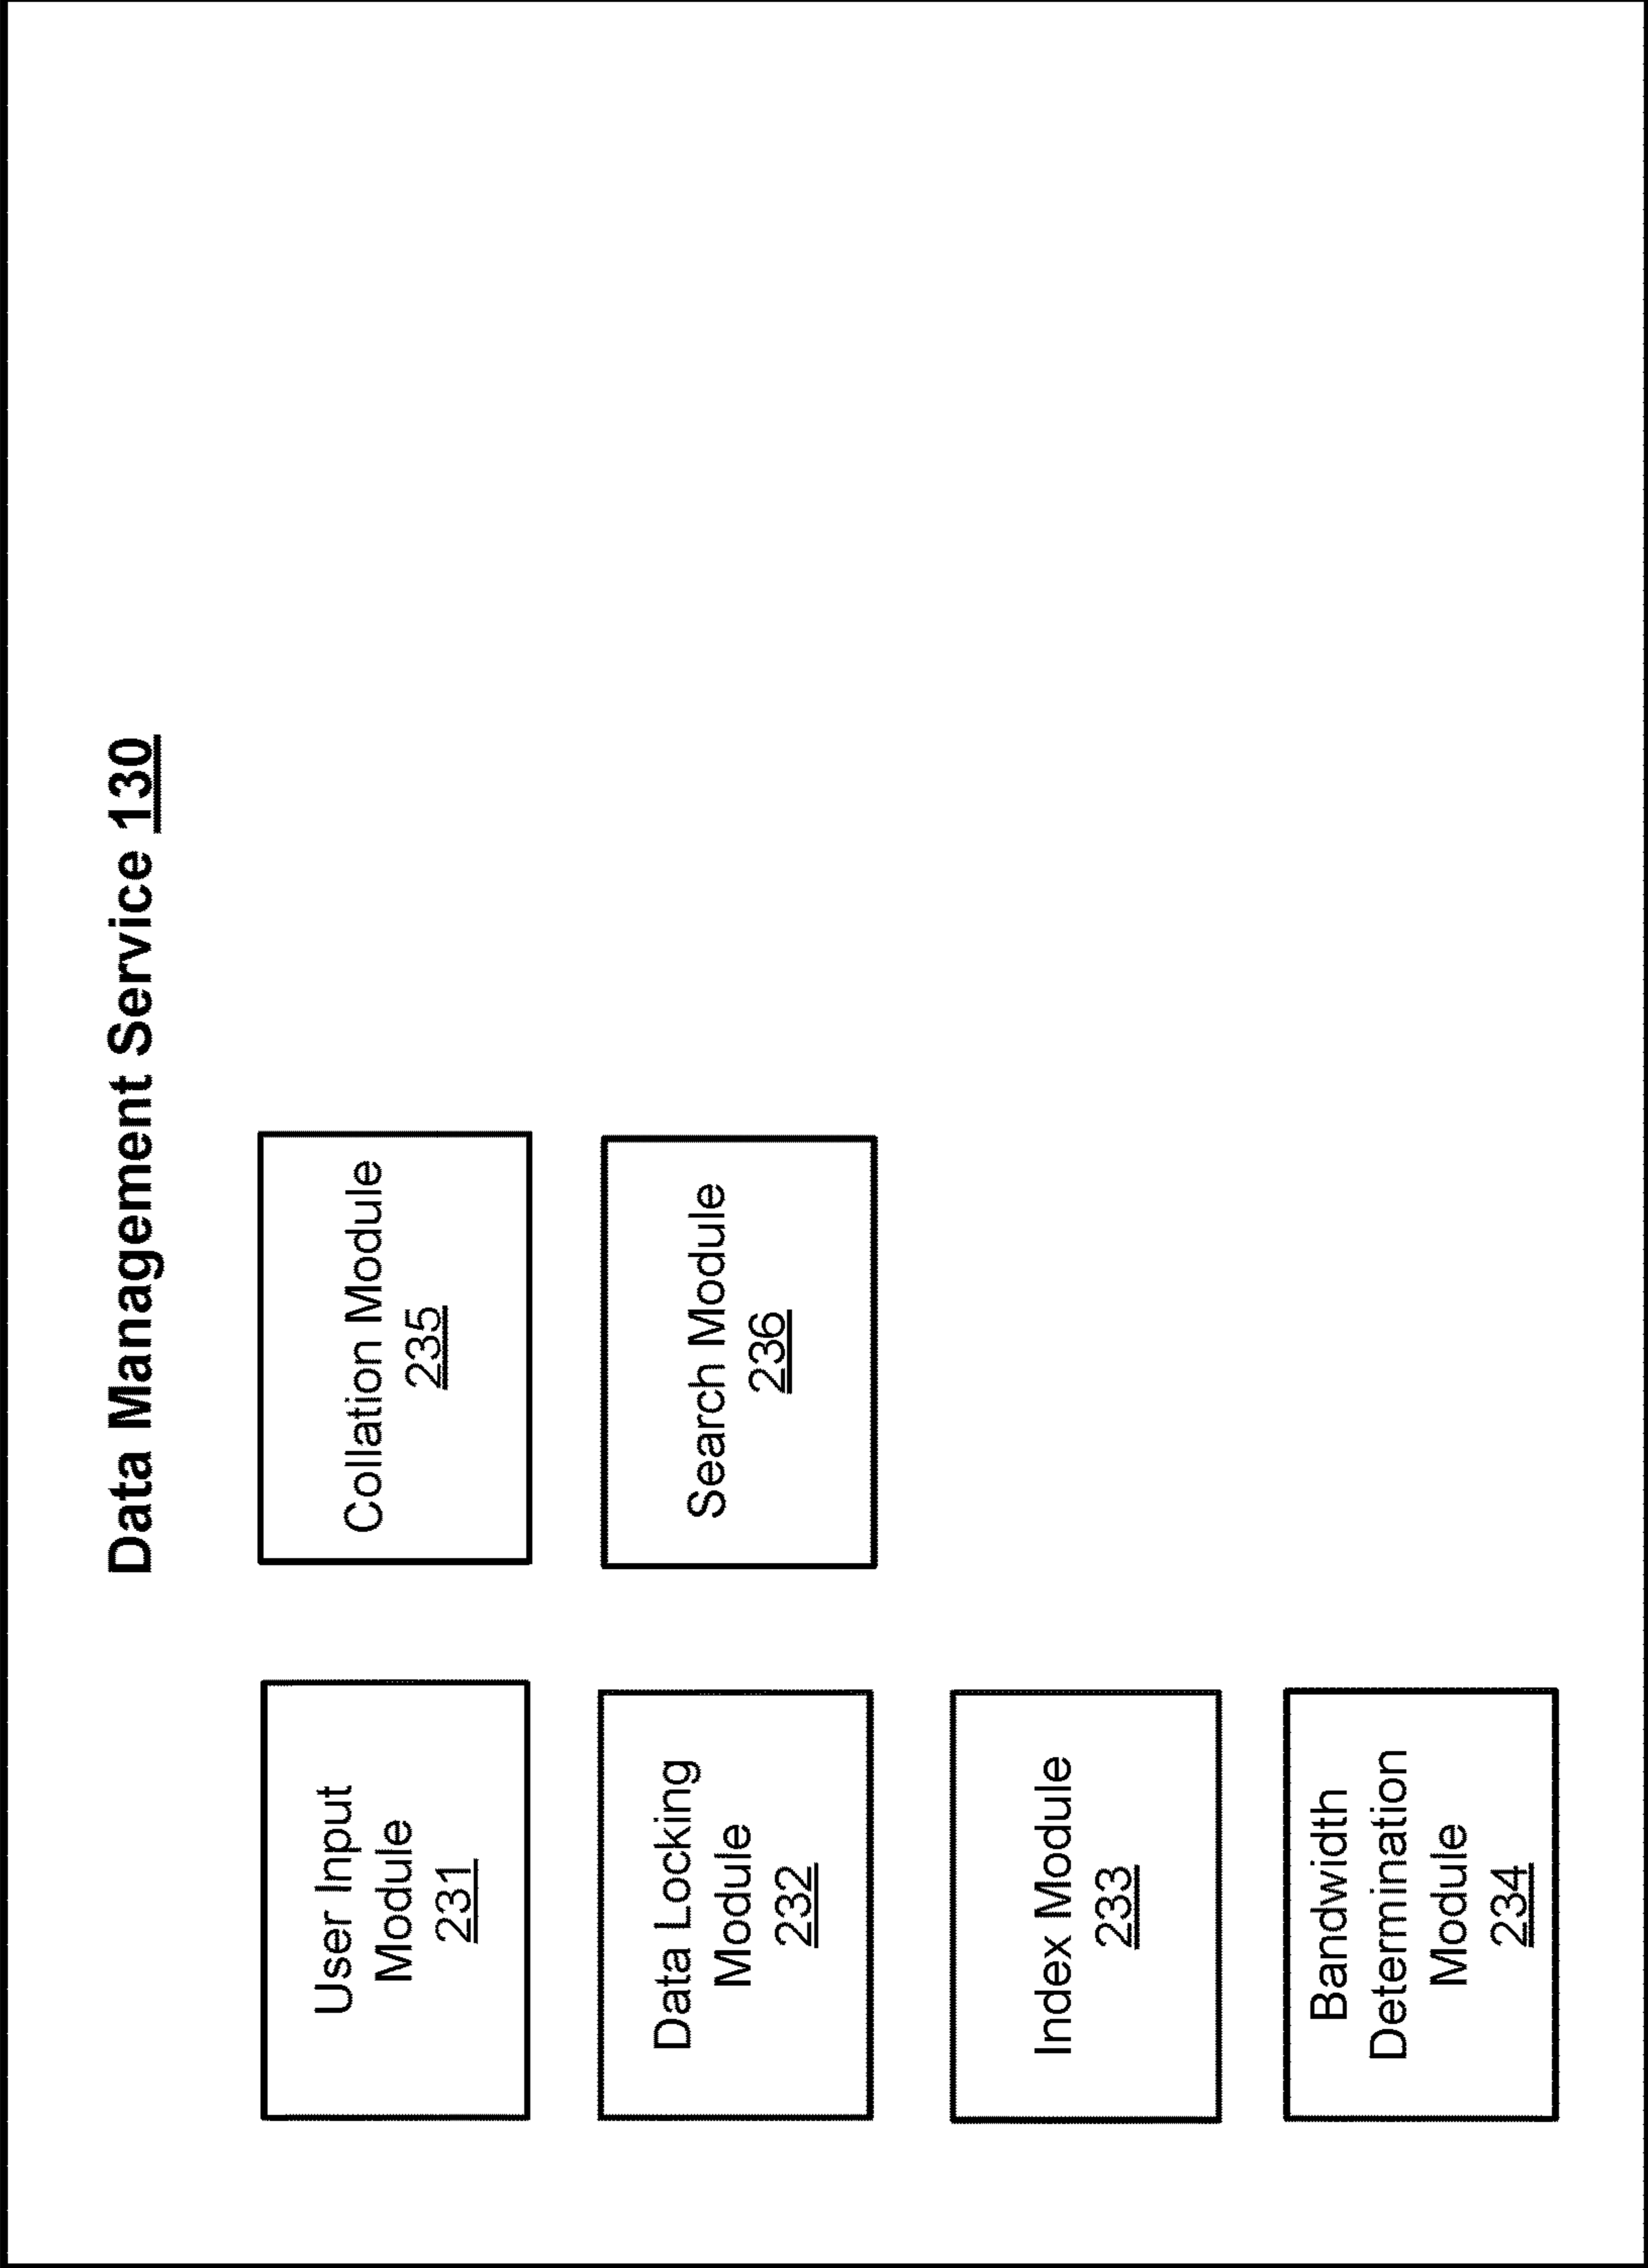 Data Management Service 130
User Input
Module
231
Data Locking
Module
232
Index Module
233
Bandwidth
Determination
Module
234
Collation Module
235
Search Module
236